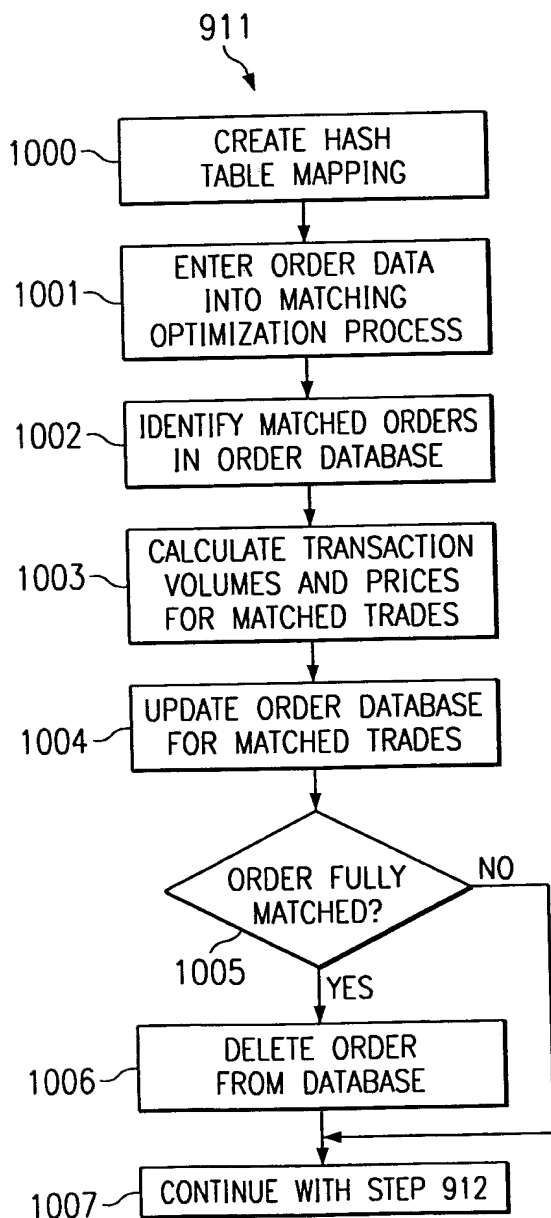 911
1000
CREATE HASH
TABLE MAPPING
1001
ENTER ORDER DATA
INTO MATCHING
OPTIMIZATION PROCESS
1002
IDENTIFY MATCHED ORDERS
IN ORDER DATABASE
1003
CALCULATE TRANSACTION
VOLUMES AND PRICES
FOR MATCHED TRADES
1004
UPDATE ORDER DATABASE
FOR MATCHED TRADES
ORDER FULLY
MATCHED?
NO
1005
YES
1006
DELETE ORDER
FROM DATABASE
1007
CONTINUE WITH STEP 912